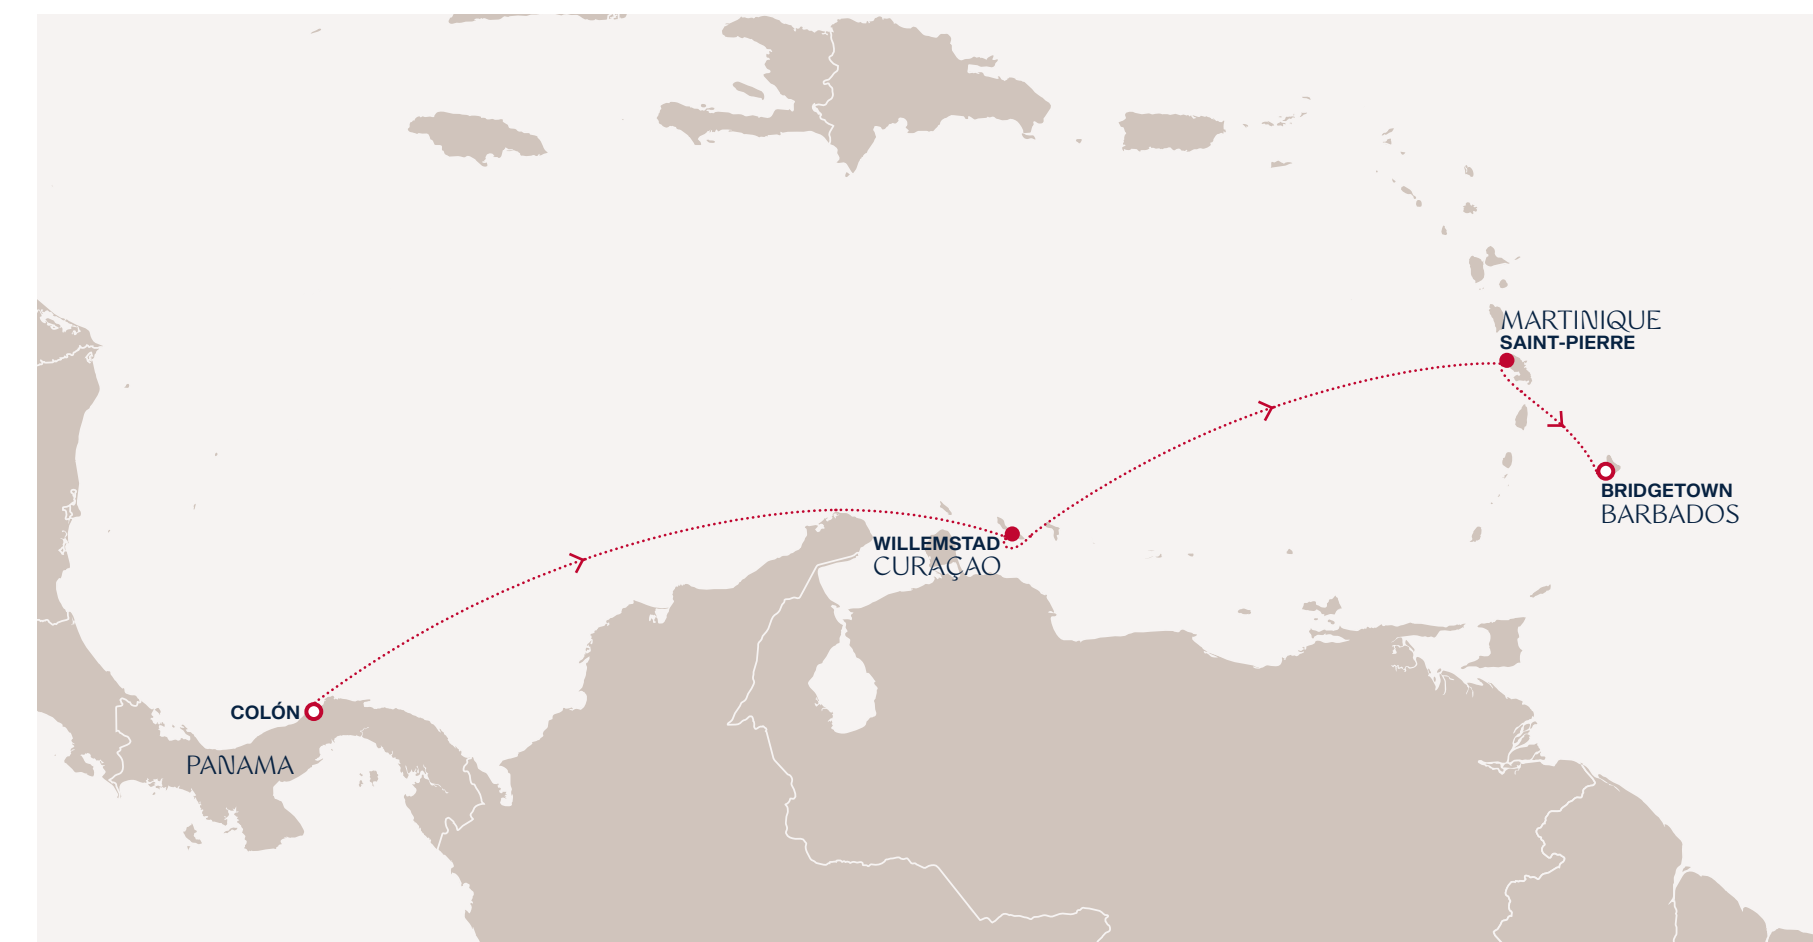 MARTINIQUE
SAINT-PIERRE
BRIDGETOWN
BARBADOS
WILLEMSTAD
CURAÇAO
COLÓN
PANAMA